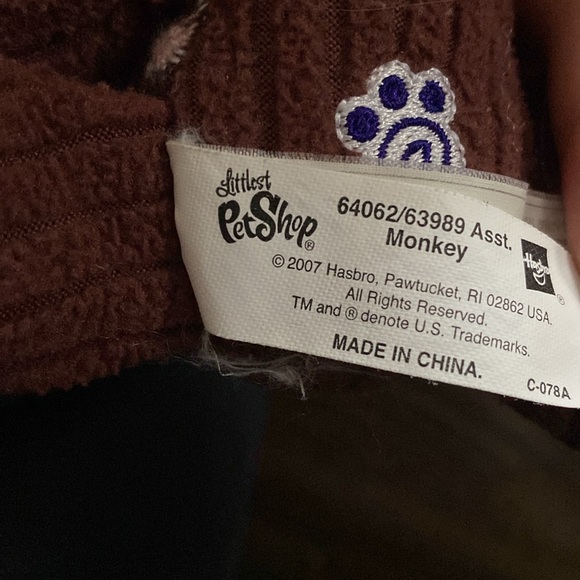 Littlest
PetShop®
64062/63989 Asst.
Monkey
Hasbro ®
© 2007 Hasbro, Pawtucket, RI 02862 USA.
All Rights Reserved.
TM and ® denote U.S. Trademarks.
MADE IN CHINA.
C-078A